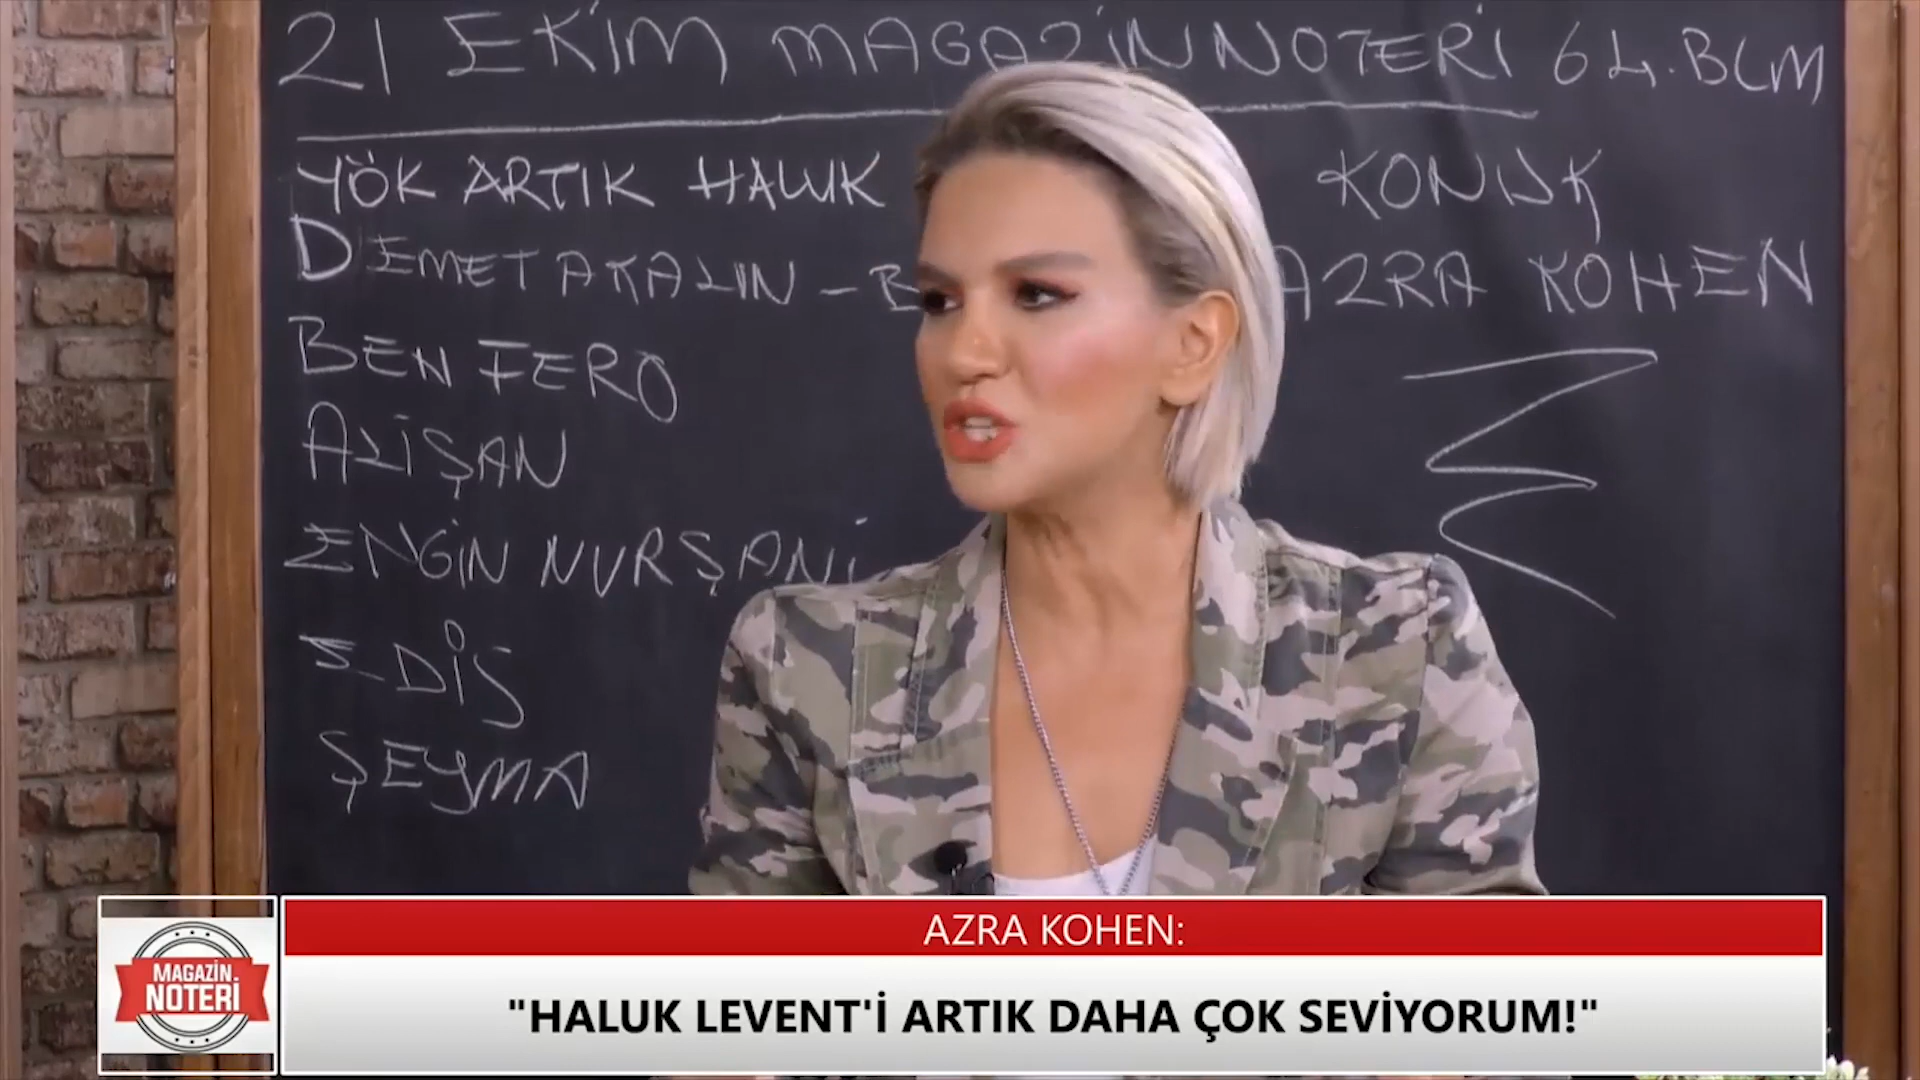 21 EKİM MAGAZİN NOTERİ 64.BLM
YÖK ARTIK HALUK KONUK
DEMET AKALIN - B AZRA KOHEN
BEN FERO
ALİŞAN
ENGİN NURŞANİ
EDİS
ŞEYMA
AZRA KOHEN:
MAGAZİN
NOTERİ
"HALUK LEVENT'İ ARTIK DAHA ÇOK SEVİYORUM!"